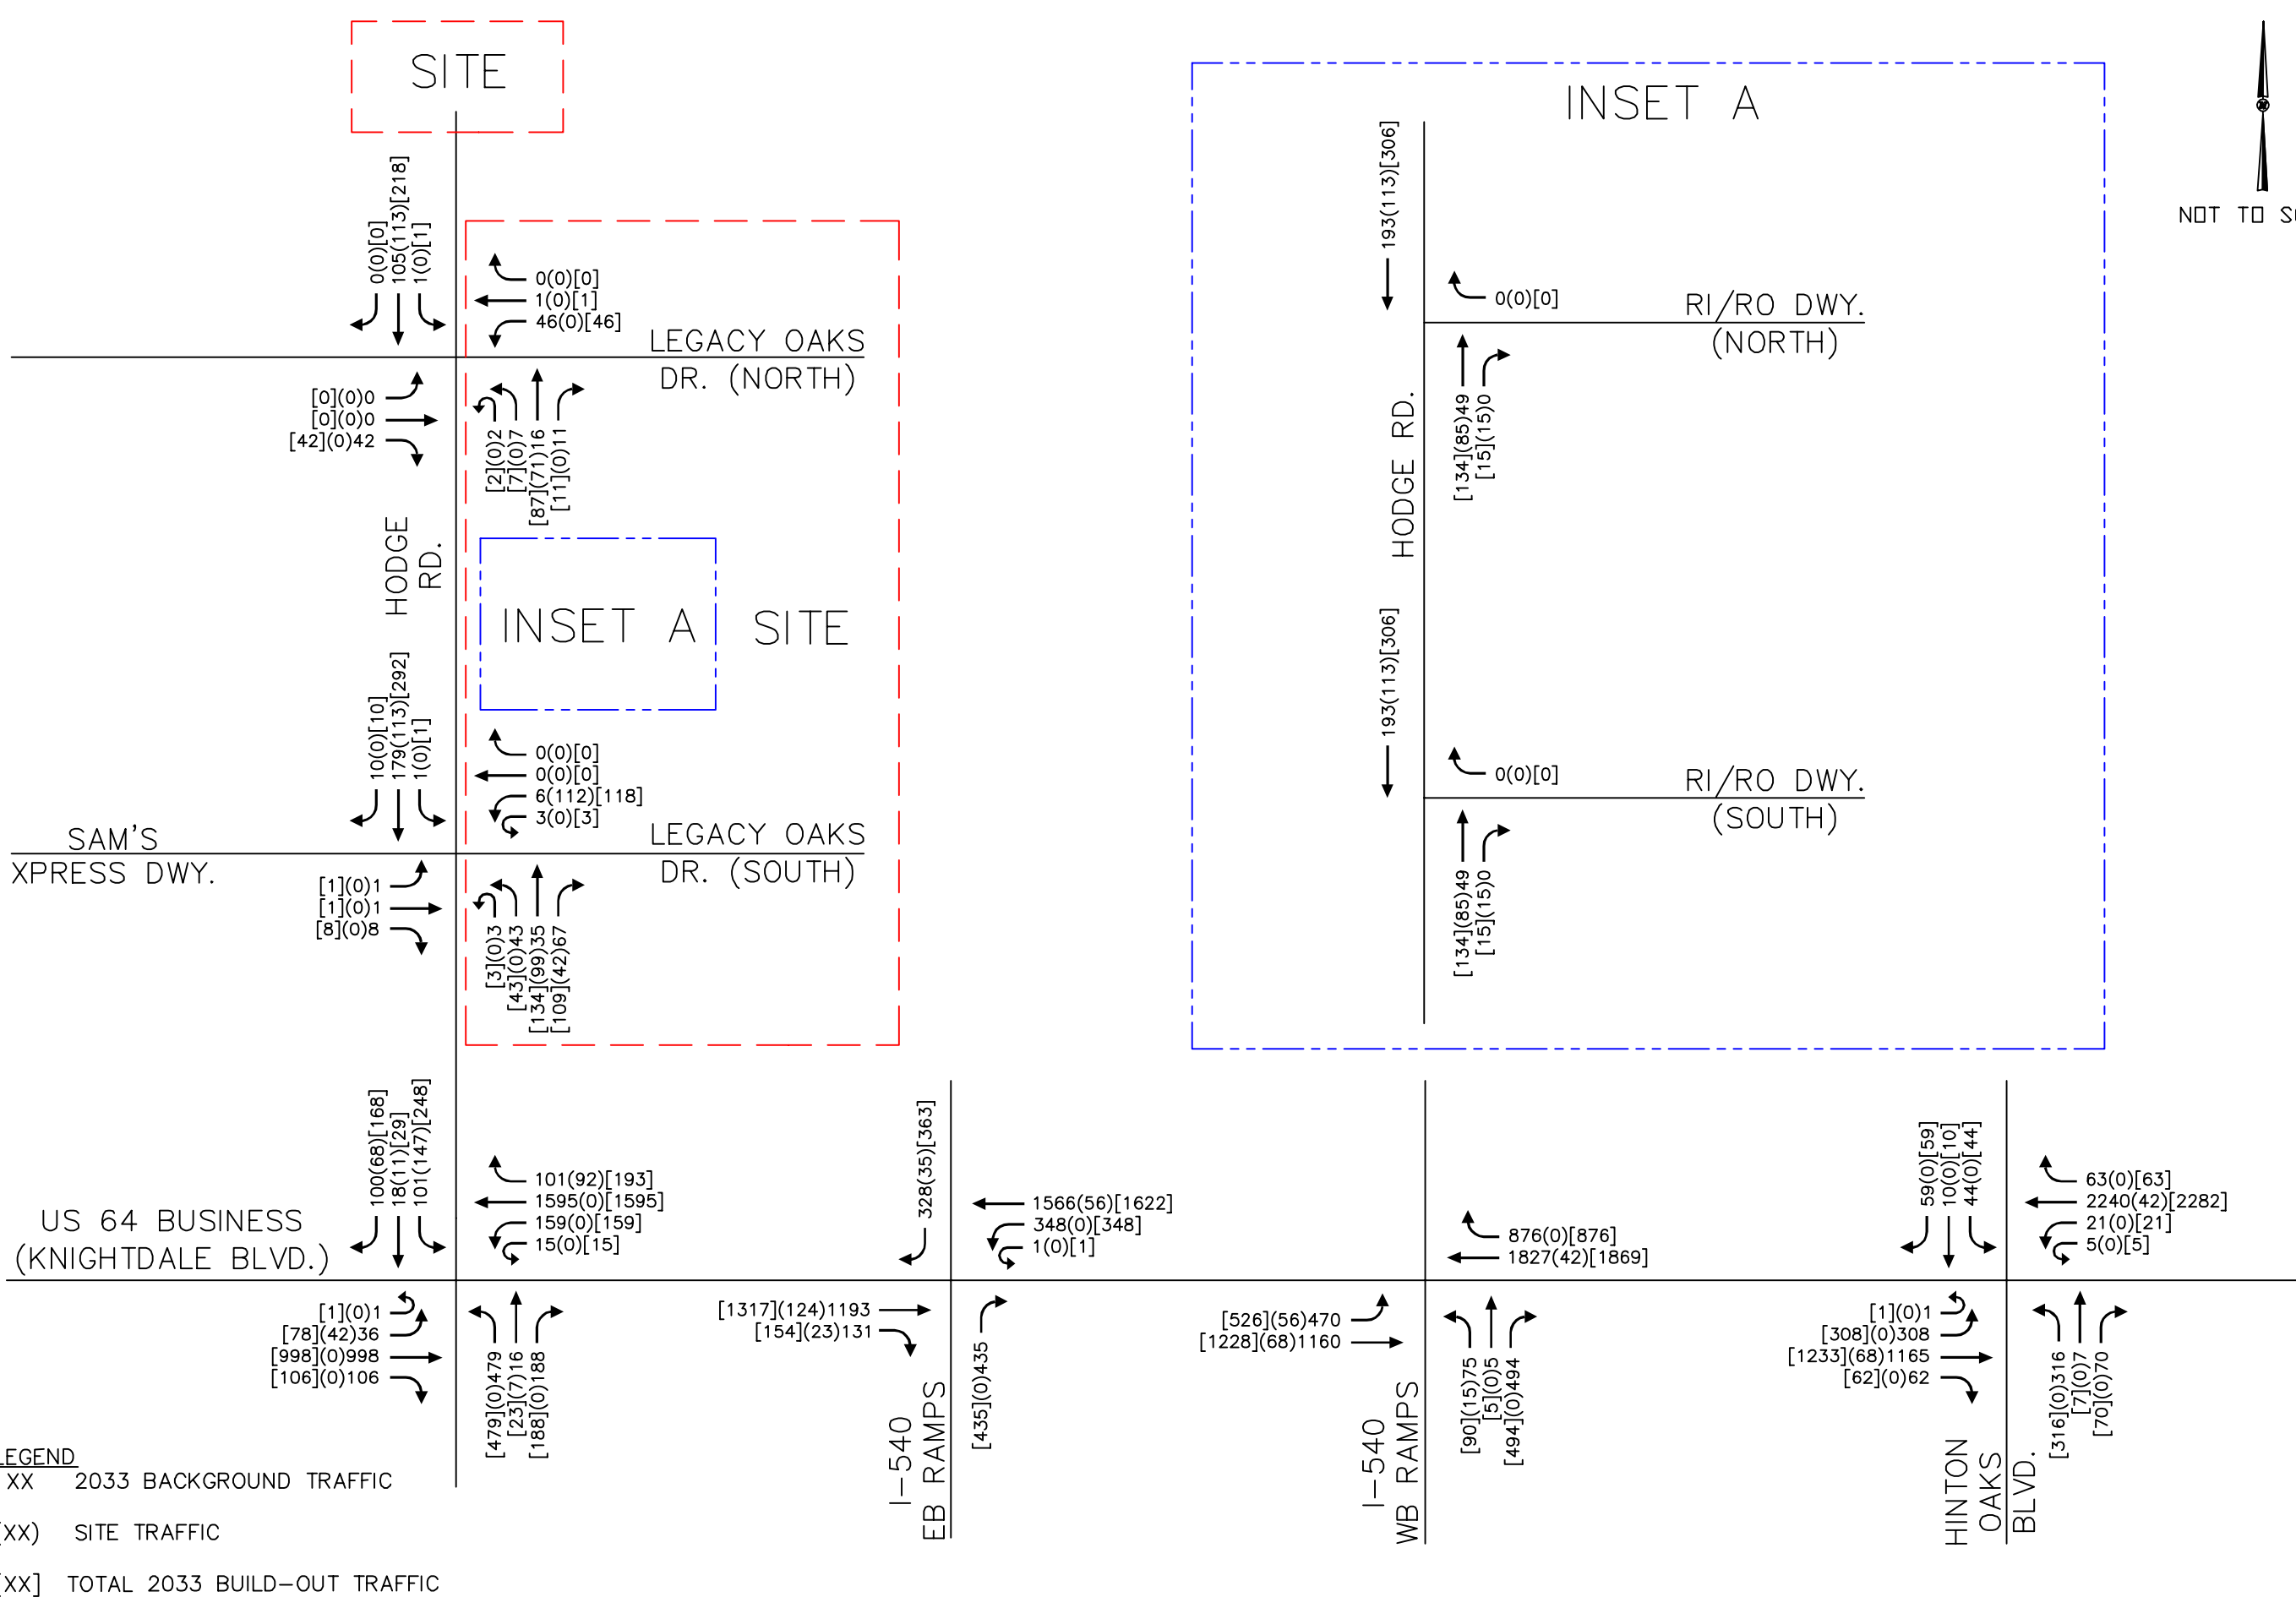 SITE
INSET A
NOT TO
0(0)[0]
105(113)[218]
1(0)[1]
0(0)[0]
1(0)[1]
46(0)[46]
LEGACY OAKS
DR. (NORTH)
[0](0)0
[0](0)0
[42](0)42
[2](0)2
[7](0)7
[87](71)16
[11](0)11
HODGE
RD.
INSET A
SITE
10(0)[10]
179(113)[292]
1(0)[1]
0(0)[0]
0(0)[0]
6(112)[118]
3(0)[3]
LEGACY OAKS
DR. (SOUTH)
SAM'S
XPRESS DWY.
[1](0)1
[1](0)1
[8](0)8
[3](0)3
[43](0)43
[134](99)35
[109](42)67
193(113)[306]
0(0)[0]
RI/RO DWY.
(NORTH)
[134](85)49
[15](15)0
HODGE RD.
193(113)[306]
0(0)[0]
RI/RO DWY.
(SOUTH)
[134](85)49
[15](15)0
US 64 BUSINESS
(KNIGHTDALE BLVD.)
100(68)[168]
18(11)[29]
101(147)[248]
101(92)[193]
1595(0)[1595]
159(0)[159]
15(0)[15]
[1](0)1
[78](42)36
[998](0)998
[106](0)106
[479](0)479
[23](7)16
[188](0)188
328(35)[363]
1566(56)[1622]
348(0)[348]
1(0)[1]
[1317](124)1193
[154](23)131
[435](0)435
I-540
EB RAMPS
876(0)[876]
1827(42)[1869]
[526](56)470
[1228](68)1160
[90](15)75
[5](0)5
[494](0)494
I-540
WB RAMPS
59(0)[59]
10(0)[10]
44(0)[44]
63(0)[63]
2240(42)[2282]
21(0)[21]
5(0)[5]
[1](0)1
[308](0)308
[1233](68)1165
[62](0)62
[316](0)316
[7](0)7
[70](0)70
HINTON
OAKS
BLVD.
LEGEND
XX 2033 BACKGROUND TRAFFIC
XX) SITE TRAFFIC
XX] TOTAL 2033 BUILD-OUT TRAFFIC